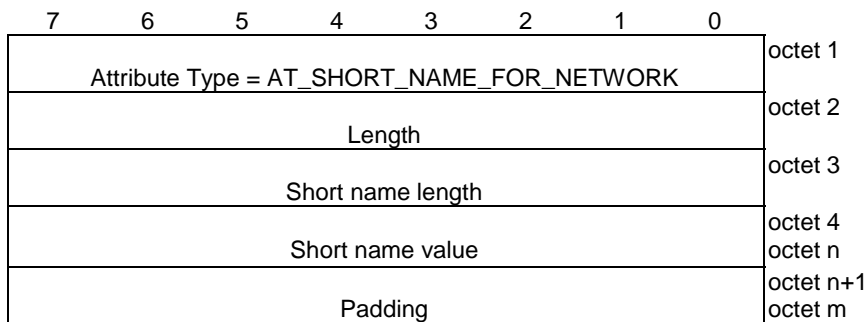 7 6 5 4 3 2 1 0
octet 1
Attribute Type = AT_SHORT_NAME_FOR_NETWORK
octet 2
Length
octet 3
Short name length
octet 4
Short name value octet n
octet n+1
Padding octet m